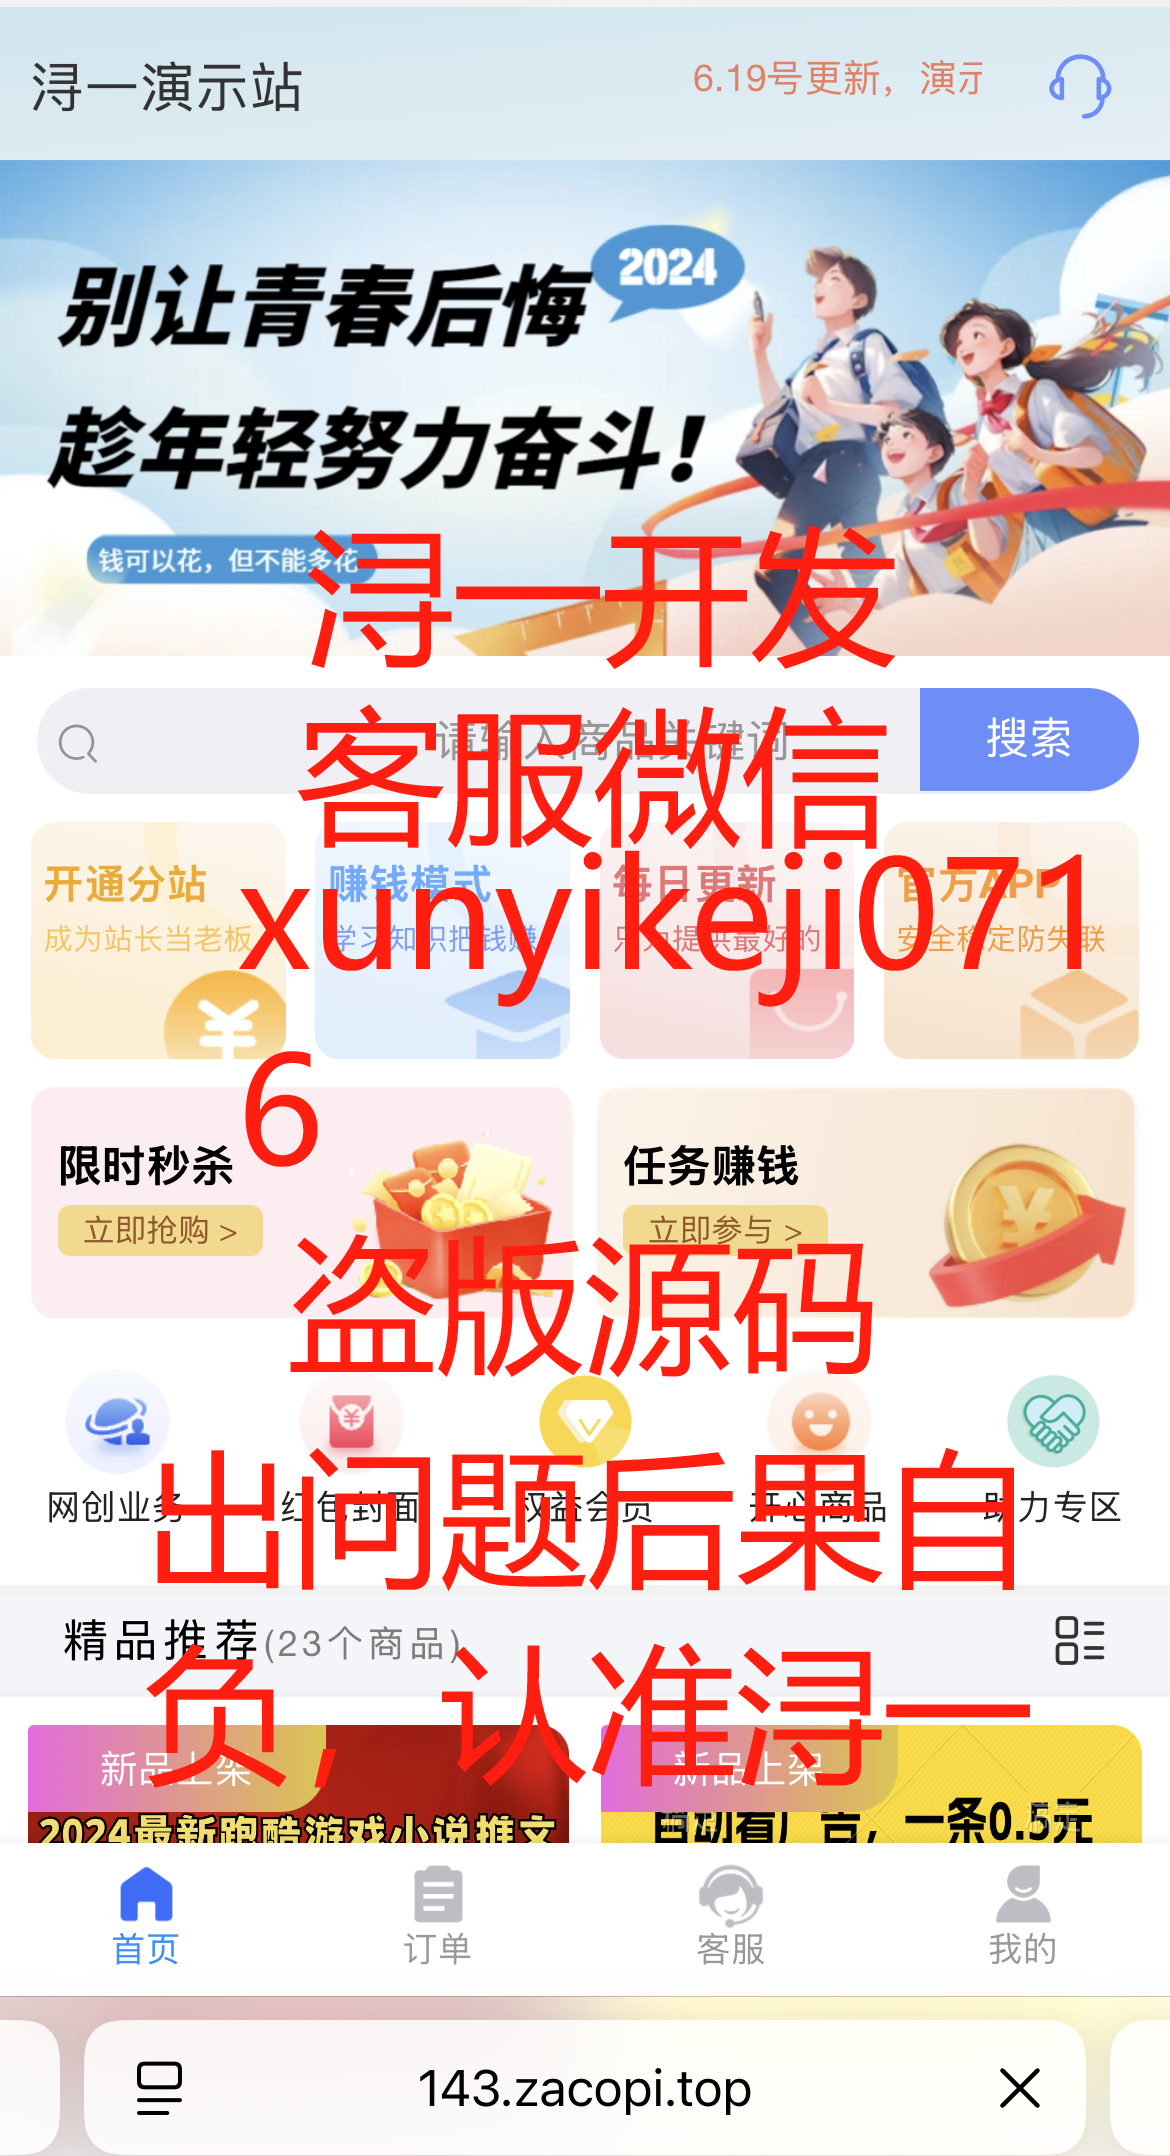 浔一演示站
6.19号更新，演示
2024
别让青春后悔
趁年轻努力奋斗！
钱可以花，但不能多花
浔一开发
请输入商品关键词
搜索
客服微信
开通分站
赚钱模式
每日更新
官方APP
成为站长当老板
学习知识把钱赚
只为提供最好的
安全稳定防失联
xunyikeji071
6
限时秒杀
立即抢购 >
任务赚钱
立即参与 >
盗版源码
网创业务
红包封面
权益会员
开心商品
助力专区
出问题后果自
精品推荐(23个商品)
负，认准浔一
新品上架
新品上架
2024最新跑酷游戏小说推文
自动看广告，一条0.5元
首页
订单
客服
我的
143.zacopi.top